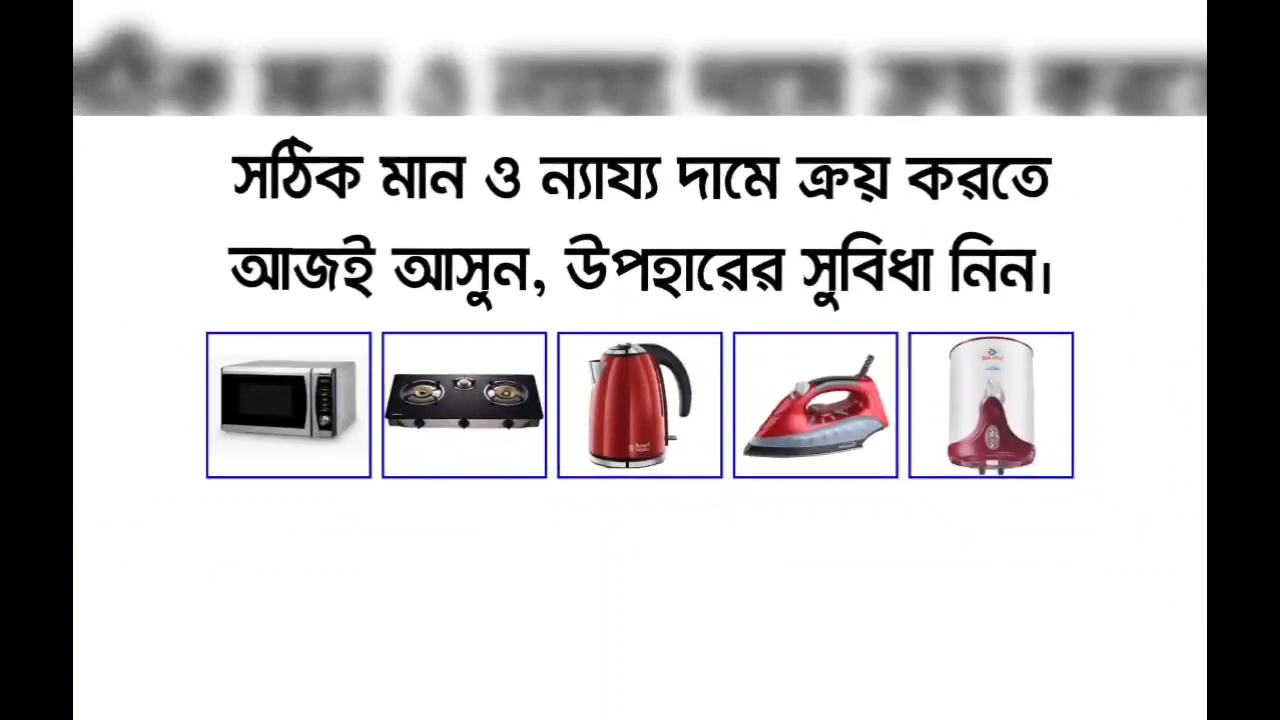 সঠিক মান ও ন্যায্য দামে ক্রয় করতে
আজই আসুন, উপহারের সুবিধা নিন।